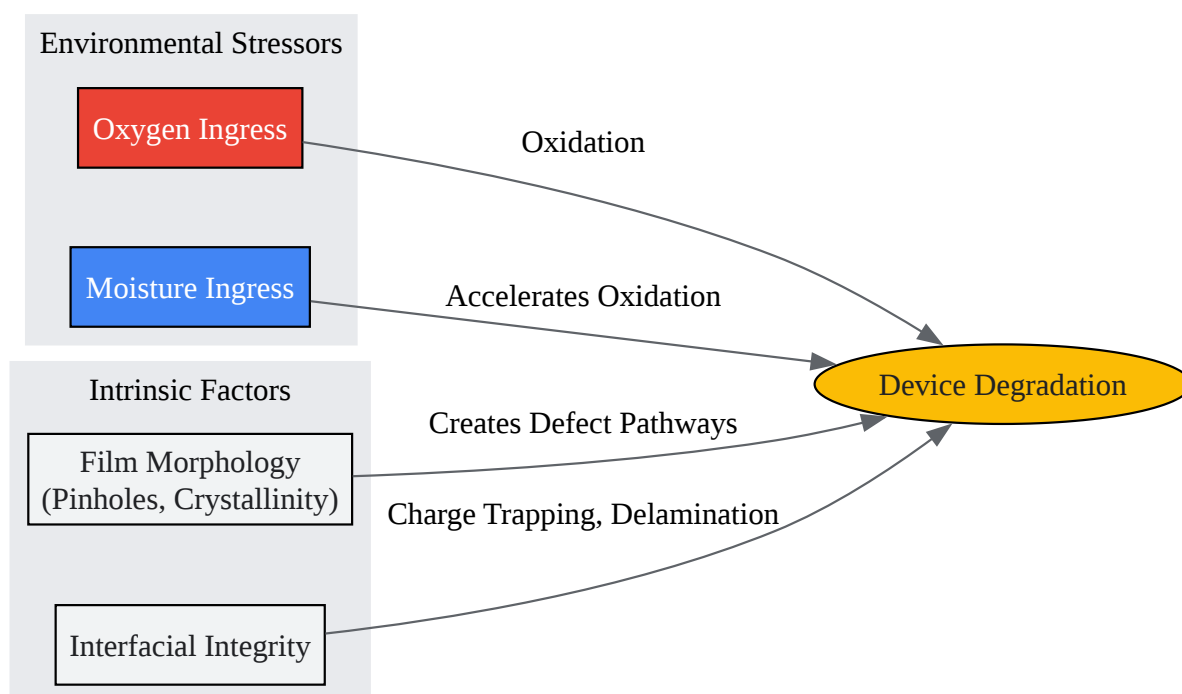 Environmental Stressors
Oxygen Ingress
Oxidation
Moisture Ingress
Accelerates Oxidation
Device Degradation
Intrinsic Factors
Film Morphology
(Pinholes, Crystallinity)
Creates Defect Pathways
Charge Trapping, Delamination
Interfacial Integrity